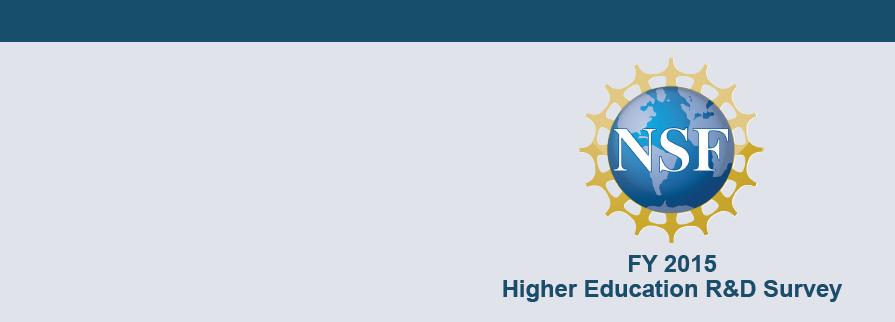 NSF
FY 2015
Higher Education R&D Survey